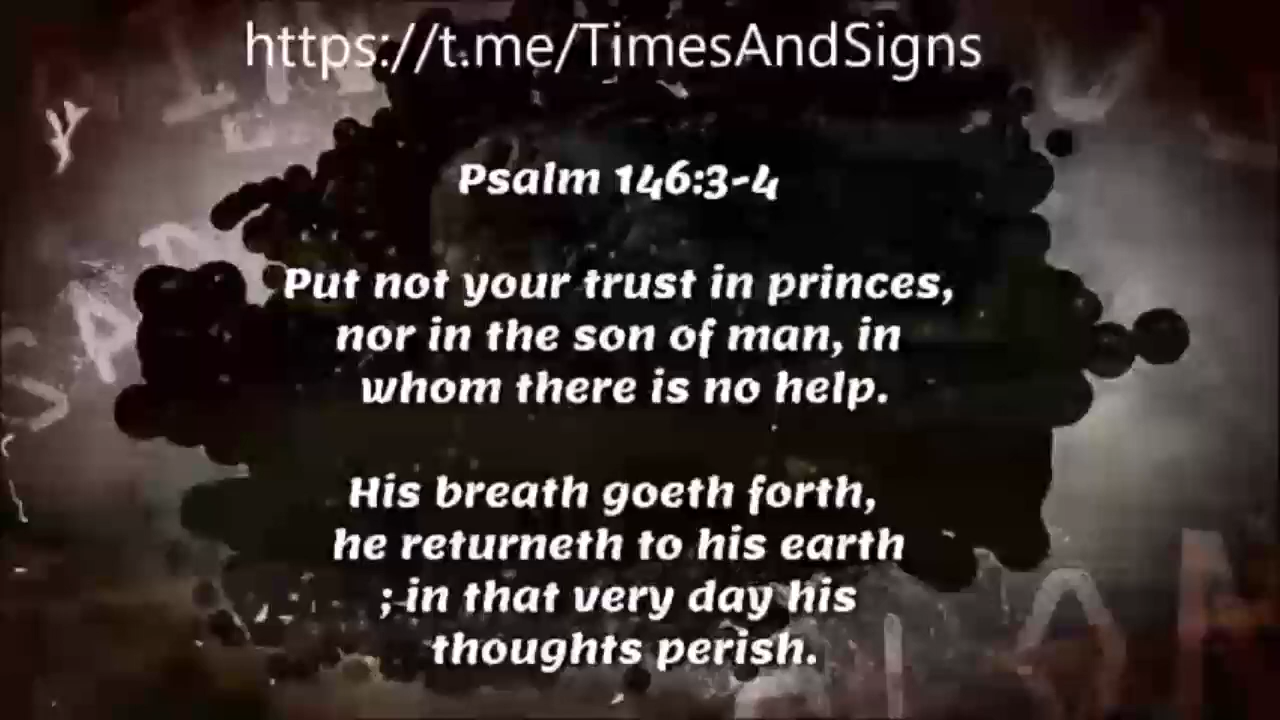 https://t.me/TimesAndSigns
Psalm 146:3-4
Put not your trust in princes,
nor in the son of man, in
whom there is no help.
His breath goeth forth,
he returneth to his earth
; in that very day his
thoughts perish.